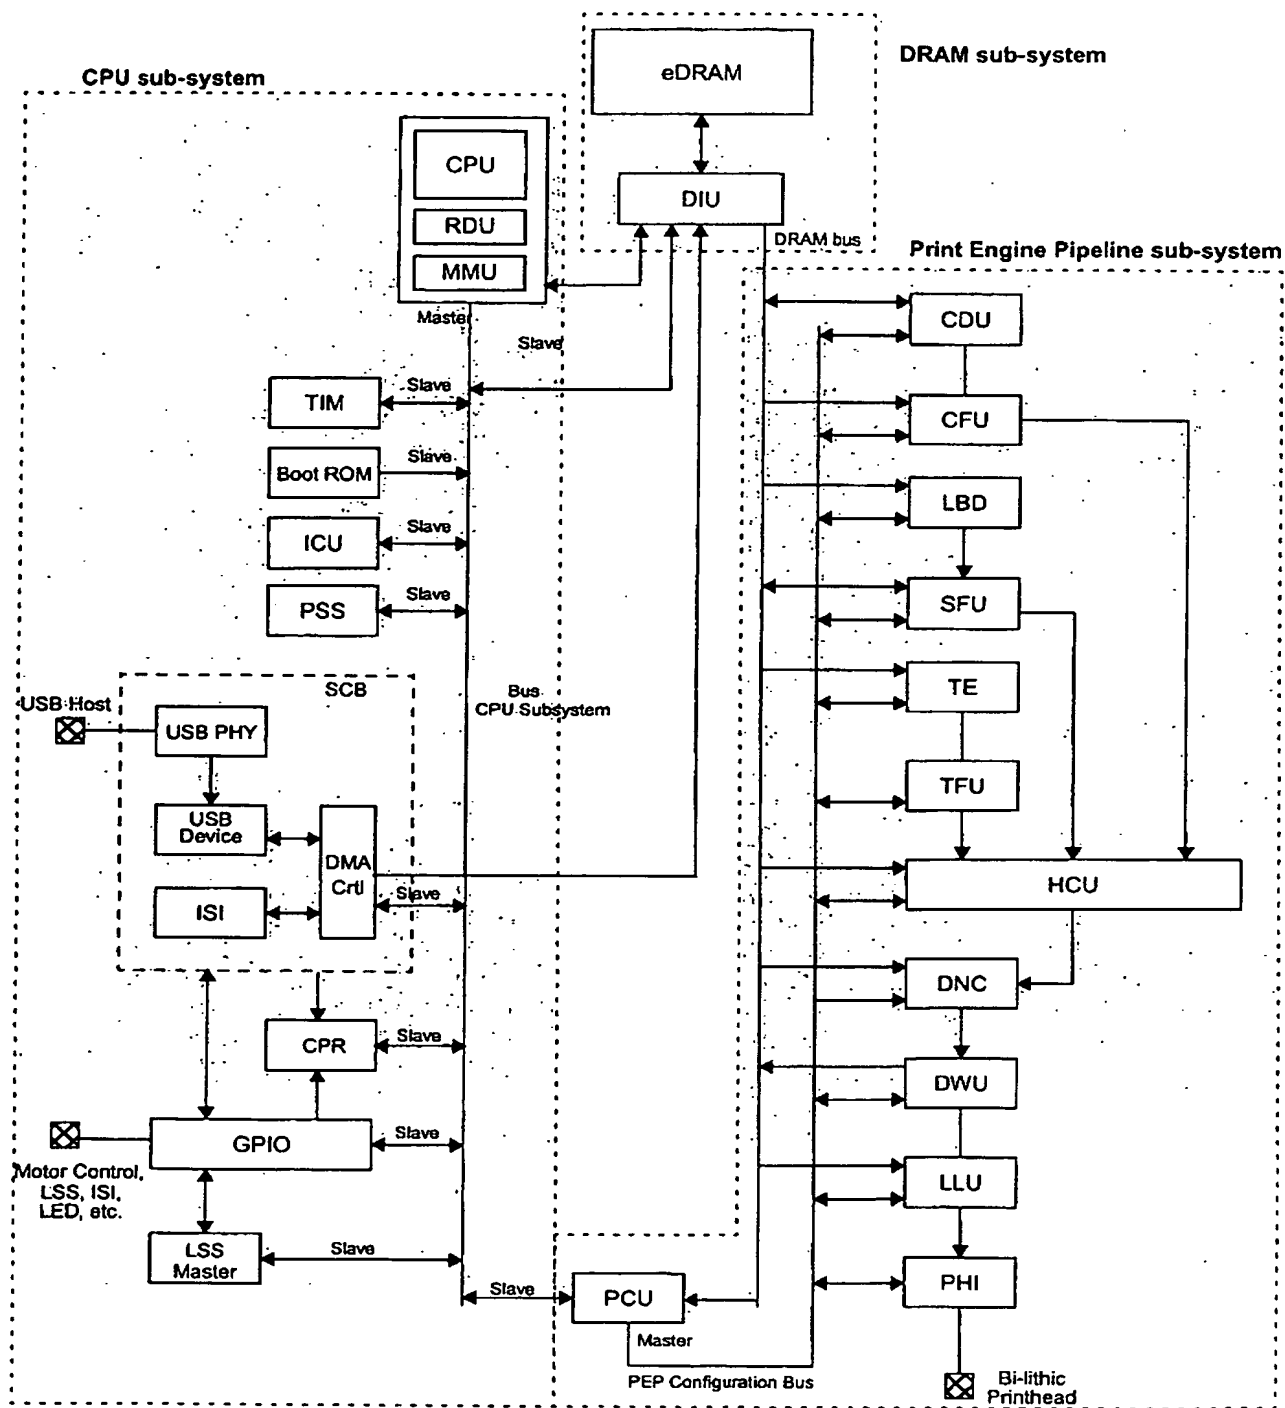 CPU sub-system
DRAM sub-system
eDRAM
DIU
DRAM bus
CPU
RDU
MMU
Master
Slave
TIM
Slave
Boot ROM
Slave
ICU
Slave
PSS
Slave
SCB
USB Host
USB PHY
USB
Device
ISI
DMA
Crtl
Slave
Bus
CPU Subsystem
CPR
Slave
GPIO
Slave
Motor Control,
LSS, ISI,
LED, etc.
LSS
Master
Slave
Slave
PCU
Master
PEP Configuration Bus
Print Engine Pipeline sub-system
CDU
CFU
LBD
SFU
TE
TFU
HCU
DNC
DWU
LLU
PHI
Bi-lithic
Printhead